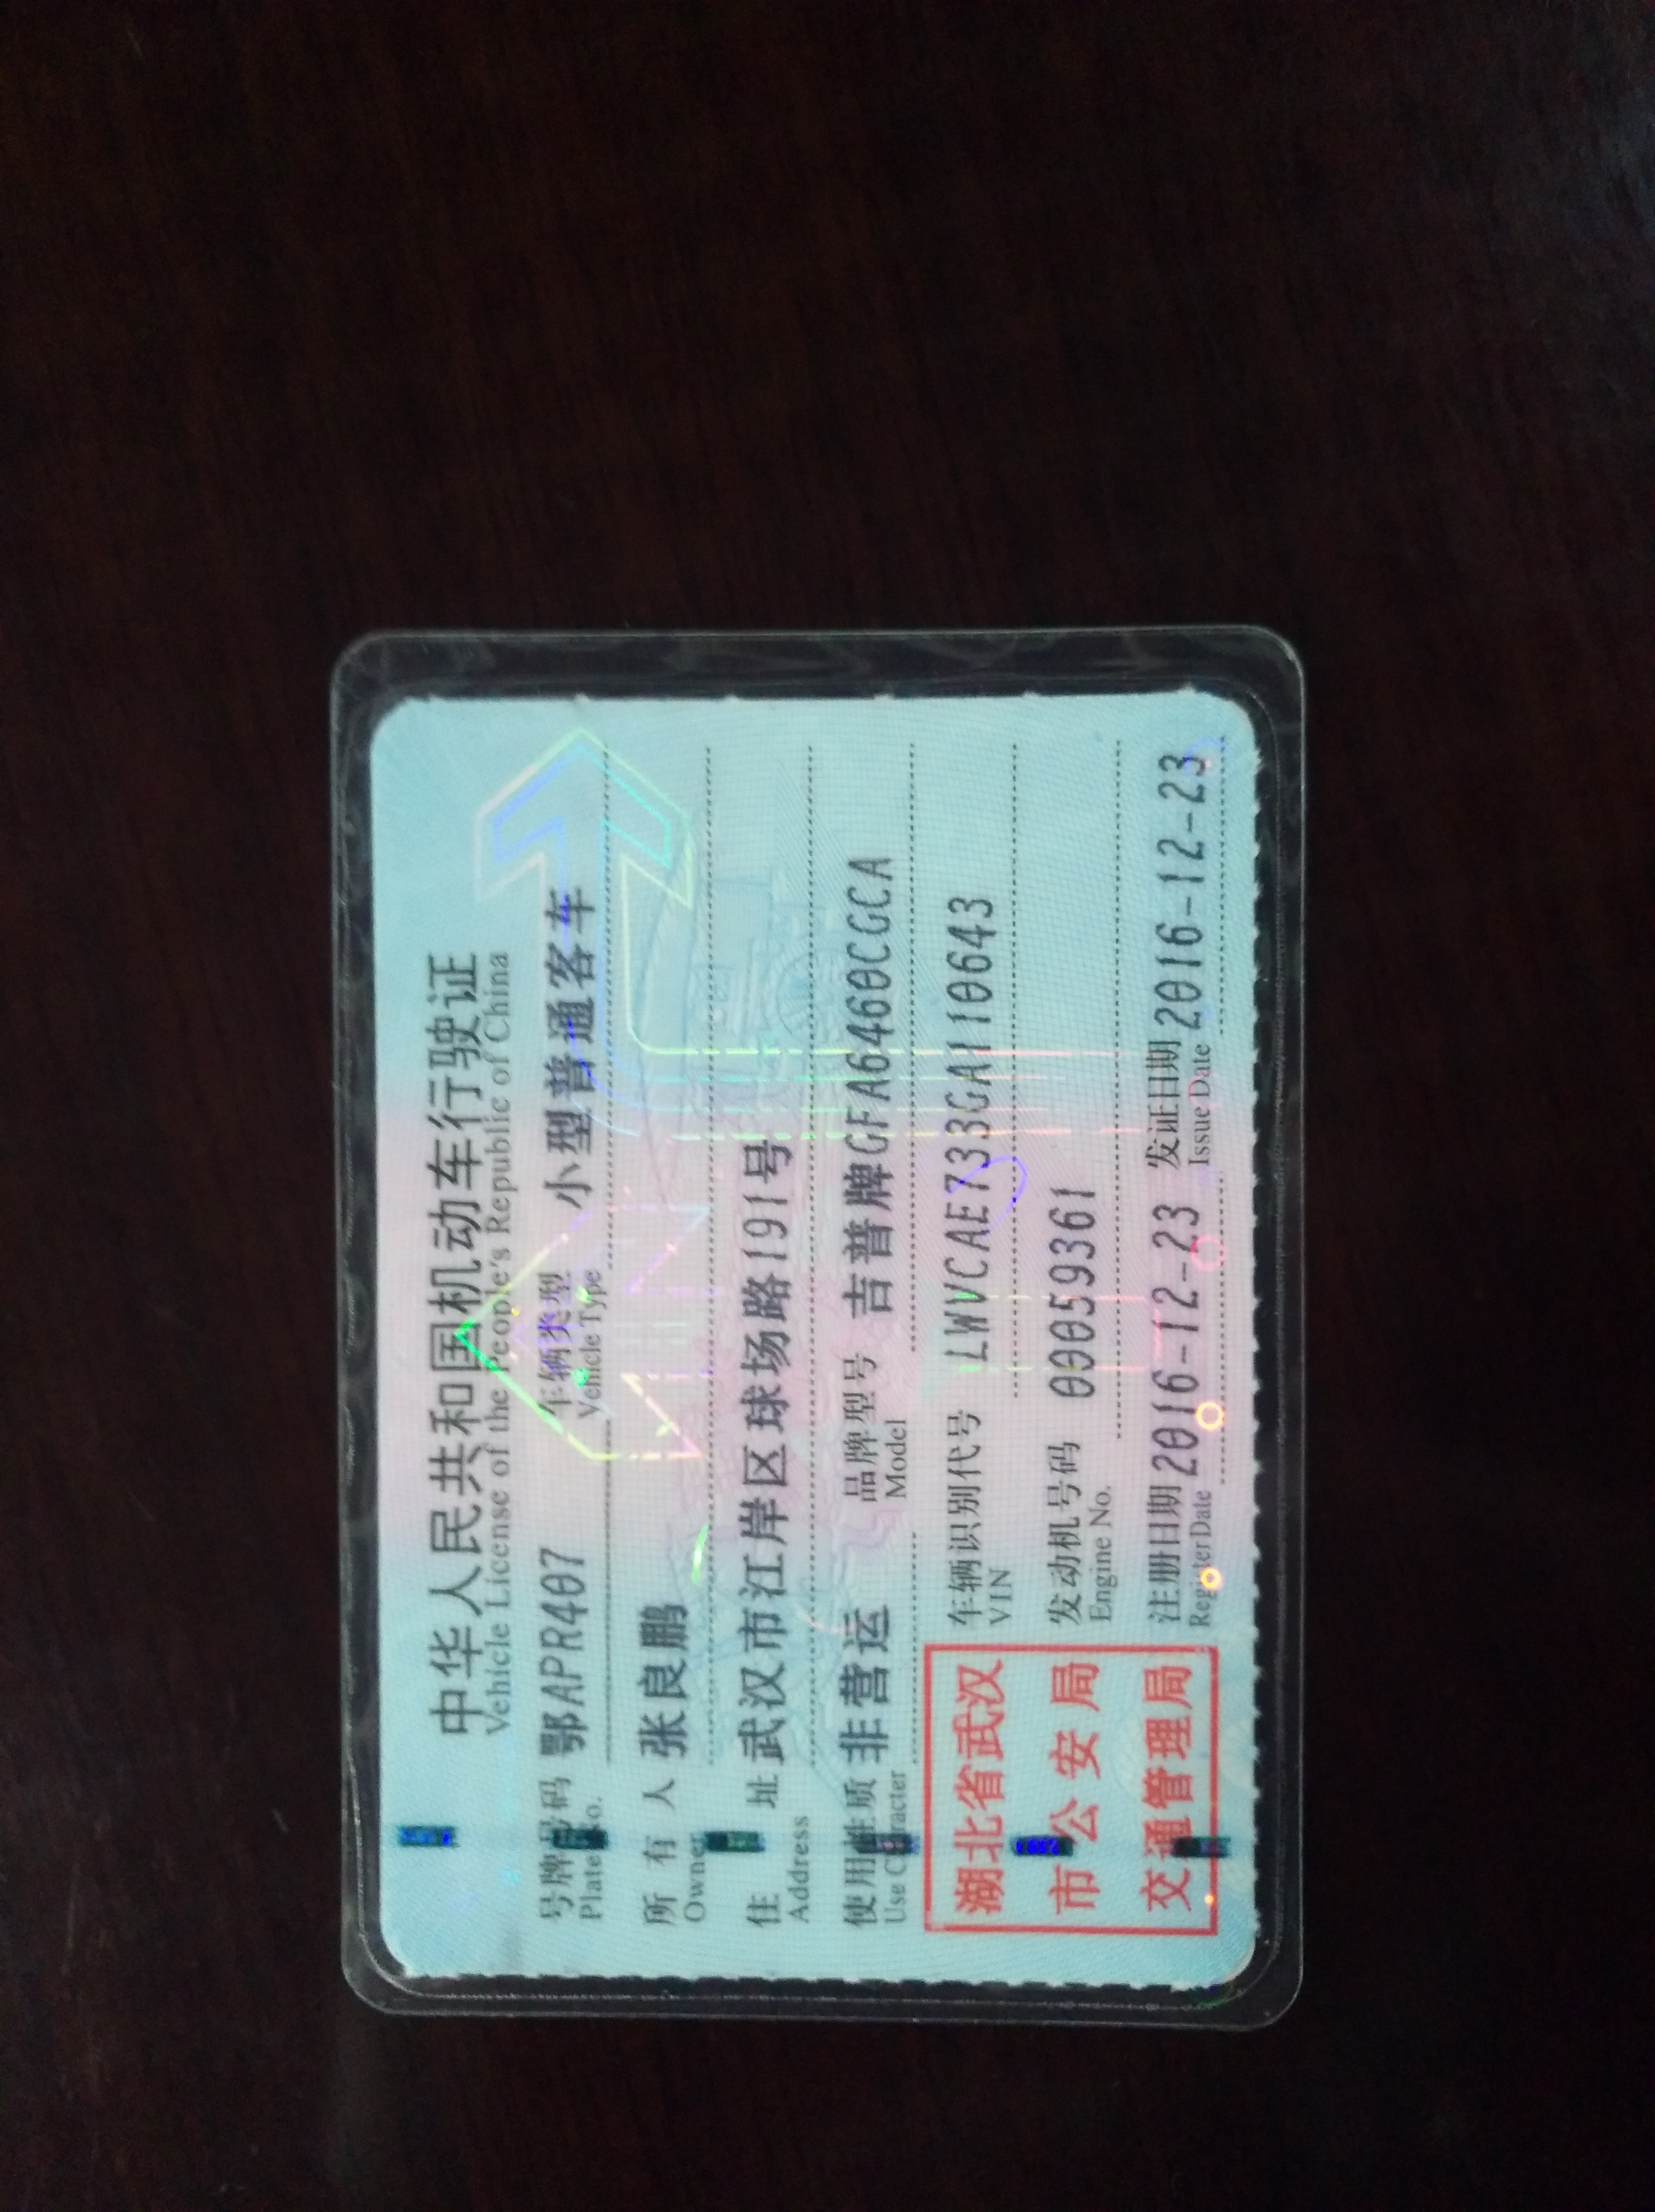 中华人民共和国机动车行驶证
Vehicle License of the People's Republic of China
号牌号码 鄂APR407 车辆类型 小型普通客车
Plate No. Vehicle Type
所有人 张良鹏
Owner
住址 武汉市江岸区球场路191号
Address
使用性质 非营运 品牌型号 吉普牌GFA6460CGCA
Use Character Model
湖北省武汉
市公安局
交通管理局
车辆识别代号 LWVCAE733GA110643
VIN
发动机号码 00059361
Engine No.
注册日期 2016-12-23 发证日期 2016-12-23
Register Date Issue Date